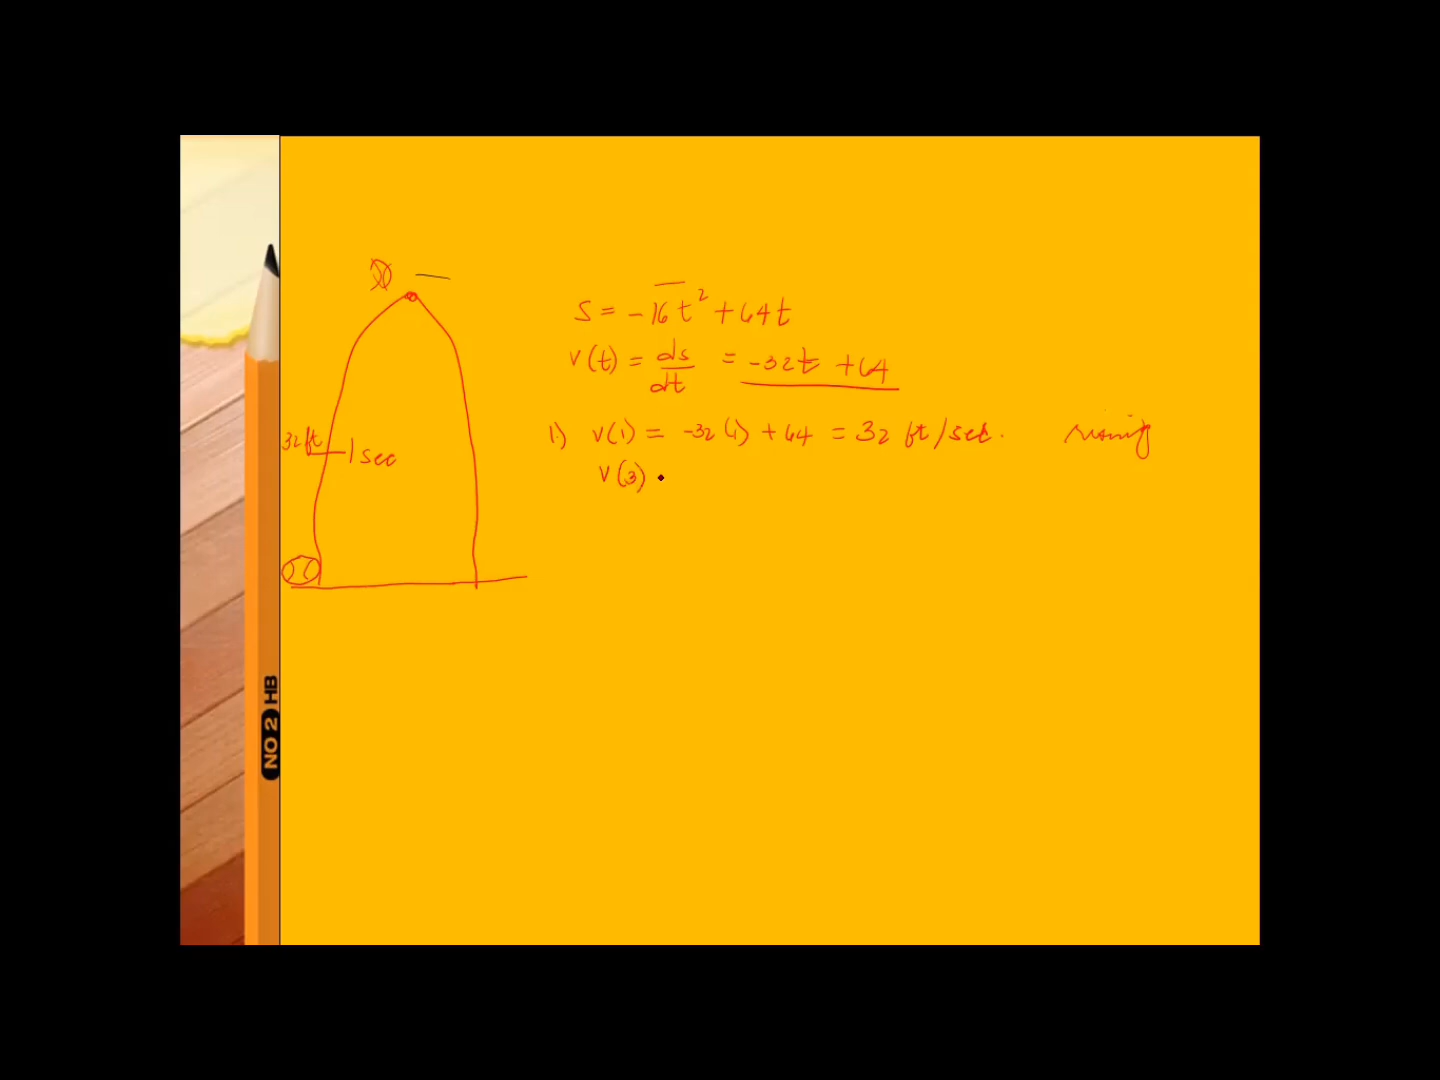 s = -16t² + 64t
v(t) = ds/dt = -32t + 64
1) v(1) = -32(1) + 64 = 32 ft/sec. rising
v(3)
32 ft
1 sec
NO 2 HB